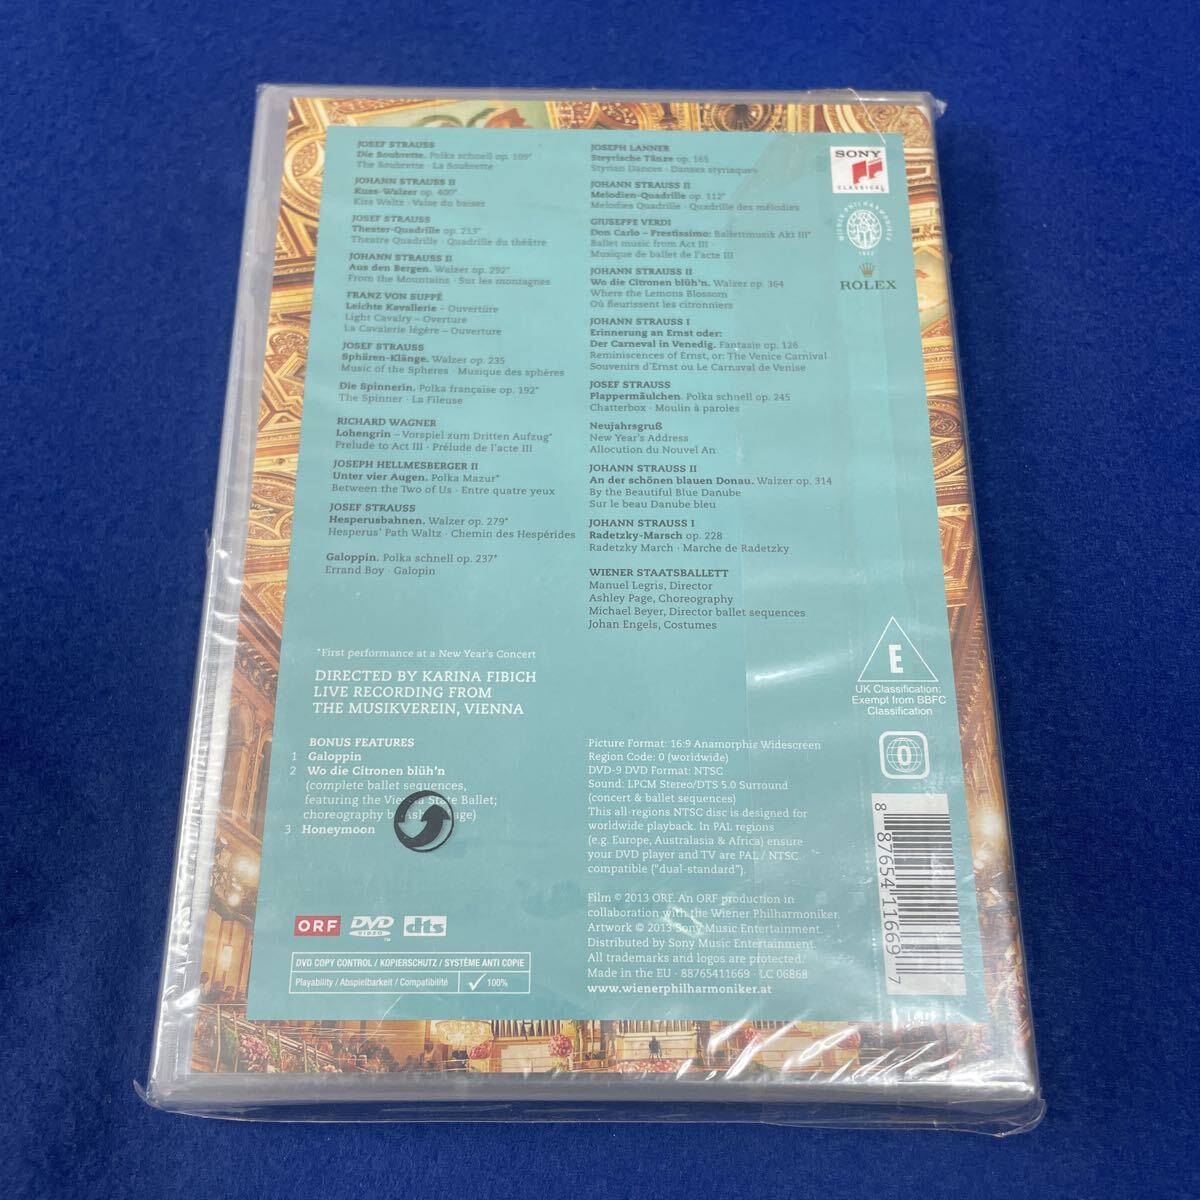 JOSEF STRAUSS
Die Soubrette. Polka schnell op. 109*
The Soubrette · La Soubrette
JOHANN STRAUSS II
Kuss-Walzer op. 400*
Kiss Waltz · Valse du baiser
JOSEF STRAUSS
Theater-Quadrille op. 213*
Theatre Quadrille · Quadrille du théâtre
JOHANN STRAUSS II
Aus den Bergen. Walzer op. 292*
From the Mountains · Sur les montagnes
FRANZ VON SUPPÉ
Leichte Kavallerie – Ouvertüre
Light Cavalry – Overture
La Cavalerie légère – Ouverture
JOSEF STRAUSS
Sphären-Klänge. Walzer op. 235
Music of the Spheres · Musique des sphères
Die Spinnerin. Polka française op. 192*
The Spinner · La Fileuse
RICHARD WAGNER
Lohengrin – Vorspiel zum Dritten Aufzug*
Prelude to Act III · Prélude de l'acte III
JOSEPH HELLMESBERGER II
Unter vier Augen. Polka Mazur*
Between the Two of Us · Entre quatre yeux
JOSEF STRAUSS
Hesperusbahnen. Walzer op. 279*
Hesperus' Path Waltz · Chemin des Hespérides
Galoppin. Polka schnell op. 237*
Errand Boy · Galopin
JOSEPH LANNER
Steyrische Tänze op. 165
Styrian Dances · Danses styriaques
JOHANN STRAUSS II
Melodien-Quadrille op. 112*
Melodies Quadrille · Quadrille des mélodies
GIUSEPPE VERDI
Don Carlo – Prestissimo: Ballettmusik Akt III*
Ballet music from Act III ·
Musique de ballet de l'acte III
JOHANN STRAUSS II
Wo die Citronen blüh'n. Walzer op. 364
Where the Lemons Blossom
Où fleurissent les citronniers
JOHANN STRAUSS I
Erinnerung an Ernst oder:
Der Carneval in Venedig. Fantasie op. 126
Reminiscences of Ernst, or: The Venice Carnival
Souvenirs d'Ernst ou Le Carnaval de Venise
JOSEF STRAUSS
Plappermäulchen. Polka schnell op. 245
Chatterbox · Moulin à paroles
Neujahrsgruß
New Year's Address
Allocution du Nouvel An
JOHANN STRAUSS II
An der schönen blauen Donau. Walzer op. 314
By the Beautiful Blue Danube
Sur le beau Danube bleu
JOHANN STRAUSS I
Radetzky-Marsch op. 228
Radetzky March · Marche de Radetzky
WIENER STAATSBALLETT
Manuel Legris, Director
Ashley Page, Choreography
Michael Beyer, Director ballet sequences
Johan Engels, Costumes
SONY
CLASSICAL
WIENER PHILHARMONIKER
ROLEX
*First performance at a New Year's Concert
DIRECTED BY KARINA FIBICH
LIVE RECORDING FROM
THE MUSIKVEREIN, VIENNA
BONUS FEATURES
1 Galoppin
2 Wo die Citronen blüh'n
(complete ballet sequences,
featuring the State Ballet;
choreography
3 Honeymoon
E
UK Classification:
Exempt from BBFC
Classification
0
Picture Format: 16:9 Anamorphic Widescreen
Region Code: 0 (worldwide)
DVD-9 DVD Format: NTSC
Sound: LPCM Stereo/DTS 5.0 Surround
(concert & ballet sequences)
This all-regions NTSC disc is designed for
worldwide playback. In PAL regions
(e.g. Europe, Australasia & Africa) ensure
your DVD player and TV are PAL / NTSC
compatible ("dual-standard").
Film © 2013 ORF. An ORF production in
collaboration with the Wiener Philharmoniker.
Artwork © 2013 Sony Music Entertainment.
Distributed by Sony Music Entertainment.
All trademarks and logos are protected.
Made in the EU · 88765411669 · LC 06868
www.wienerphilharmoniker.at
ORF DVD VIDEO dts
DVD COPY CONTROL / KOPIERSCHUTZ / SYSTÈME ANTI COPIE
Playability / Abspielbarkeit / Compatibilité 100%
8 87654 11669 7